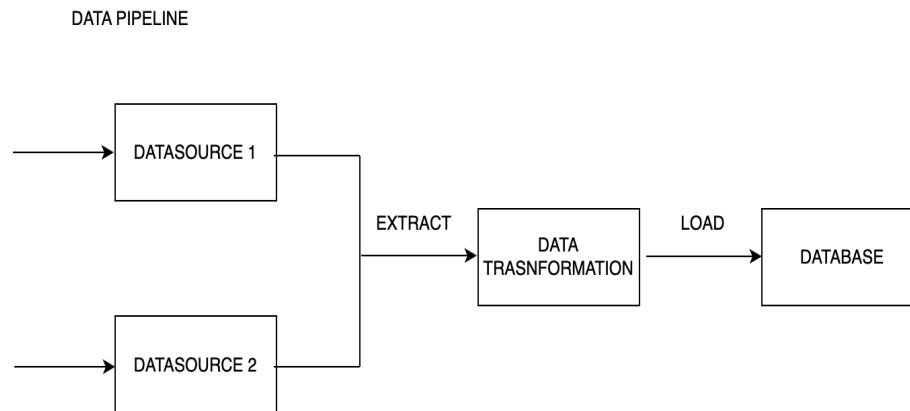 DATA PIPELINE
DATASOURCE 1
EXTRACT
LOAD
DATA
TRASNFORMATION
DATABASE
DATASOURCE 2